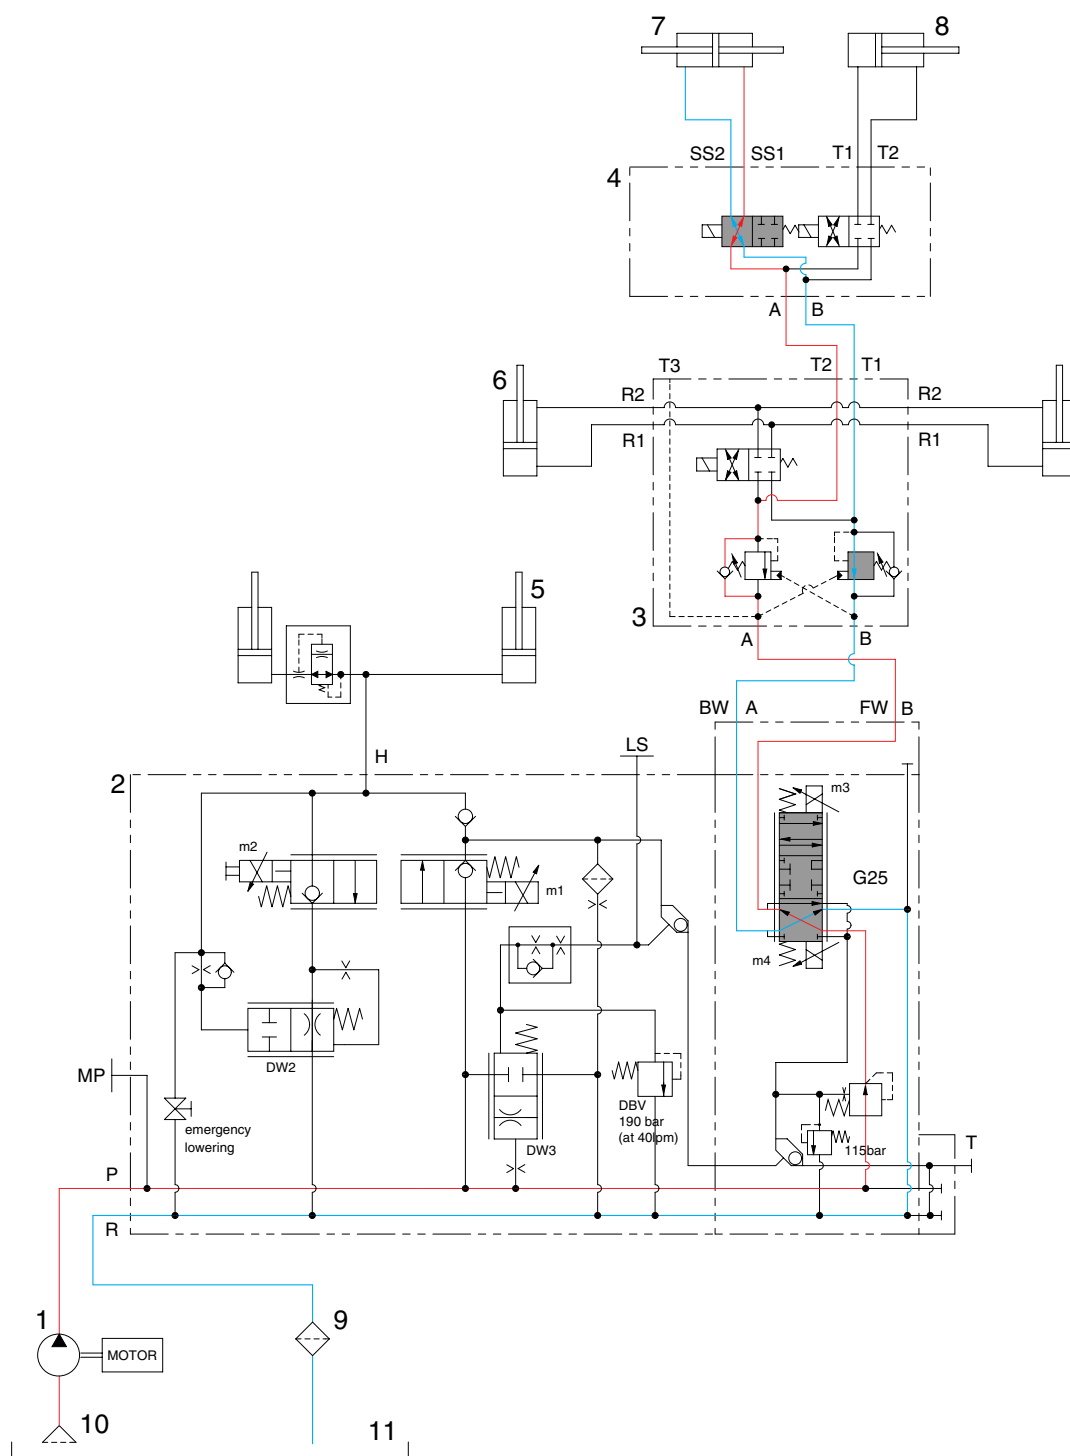 7 8
SS2 SS1 T1 T2
4
A B
T3 T2 T1
6 R2 R2
R1 R1
5 3
A B
BW A FW B
LS
H
2
m3
m2
G25
m1
m4
DW2
MP
DBV
190 bar
(at 40lpm)
emergency
lowering
DW3 115bar
T
P
R
1 9
MOTOR
10 11